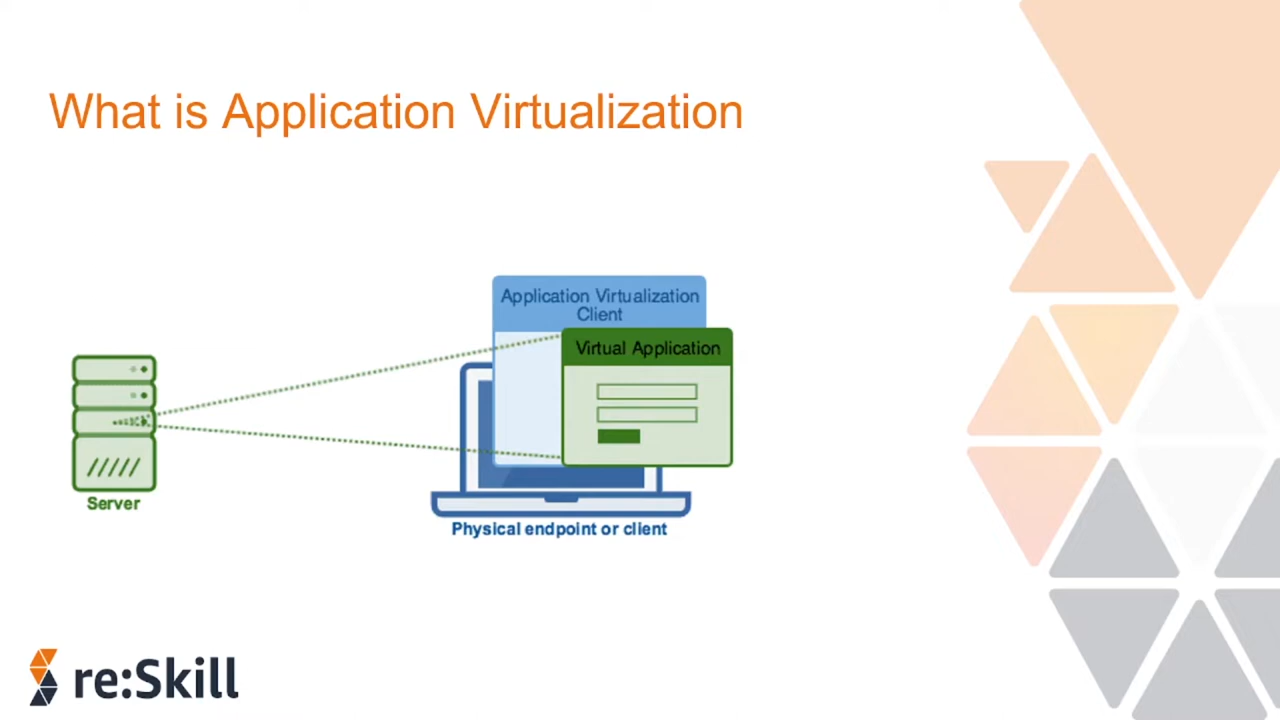 What is Application Virtualization
Application Virtualization
Client
Virtual Application
Server
Physical endpoint or client
re:Skill